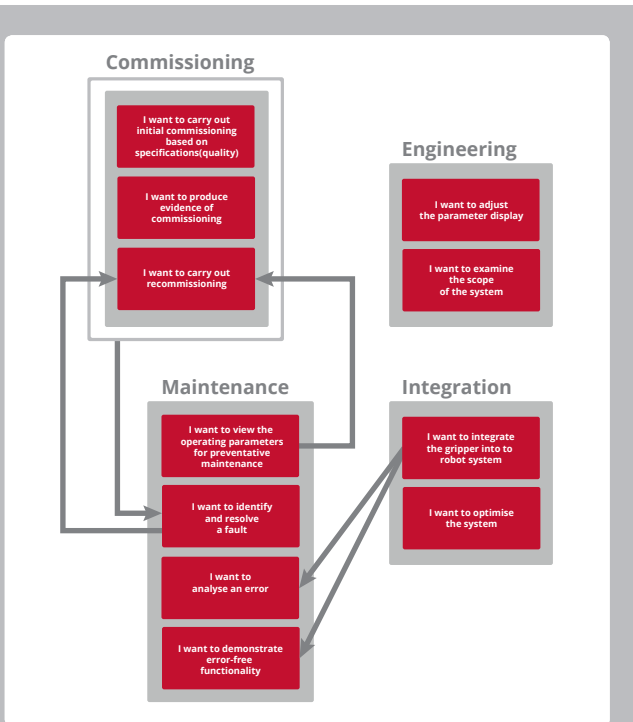 Commissioning
I want to carry out
initial commissioning
based on
specifications(quality)
I want to produce
evidence of
commissioning
I want to carry out
recommissioning
Engineering
I want to adjust
the parameter display
I want to examine
the scope
of the system
Maintenance
I want to view the
operating parameters
for preventative
maintenance
I want to identify
and resolve
a fault
I want to
analyse an error
I want to demonstrate
error-free
functionality
Integration
I want to integrate
the gripper into to
robot system
I want to optimise
the system